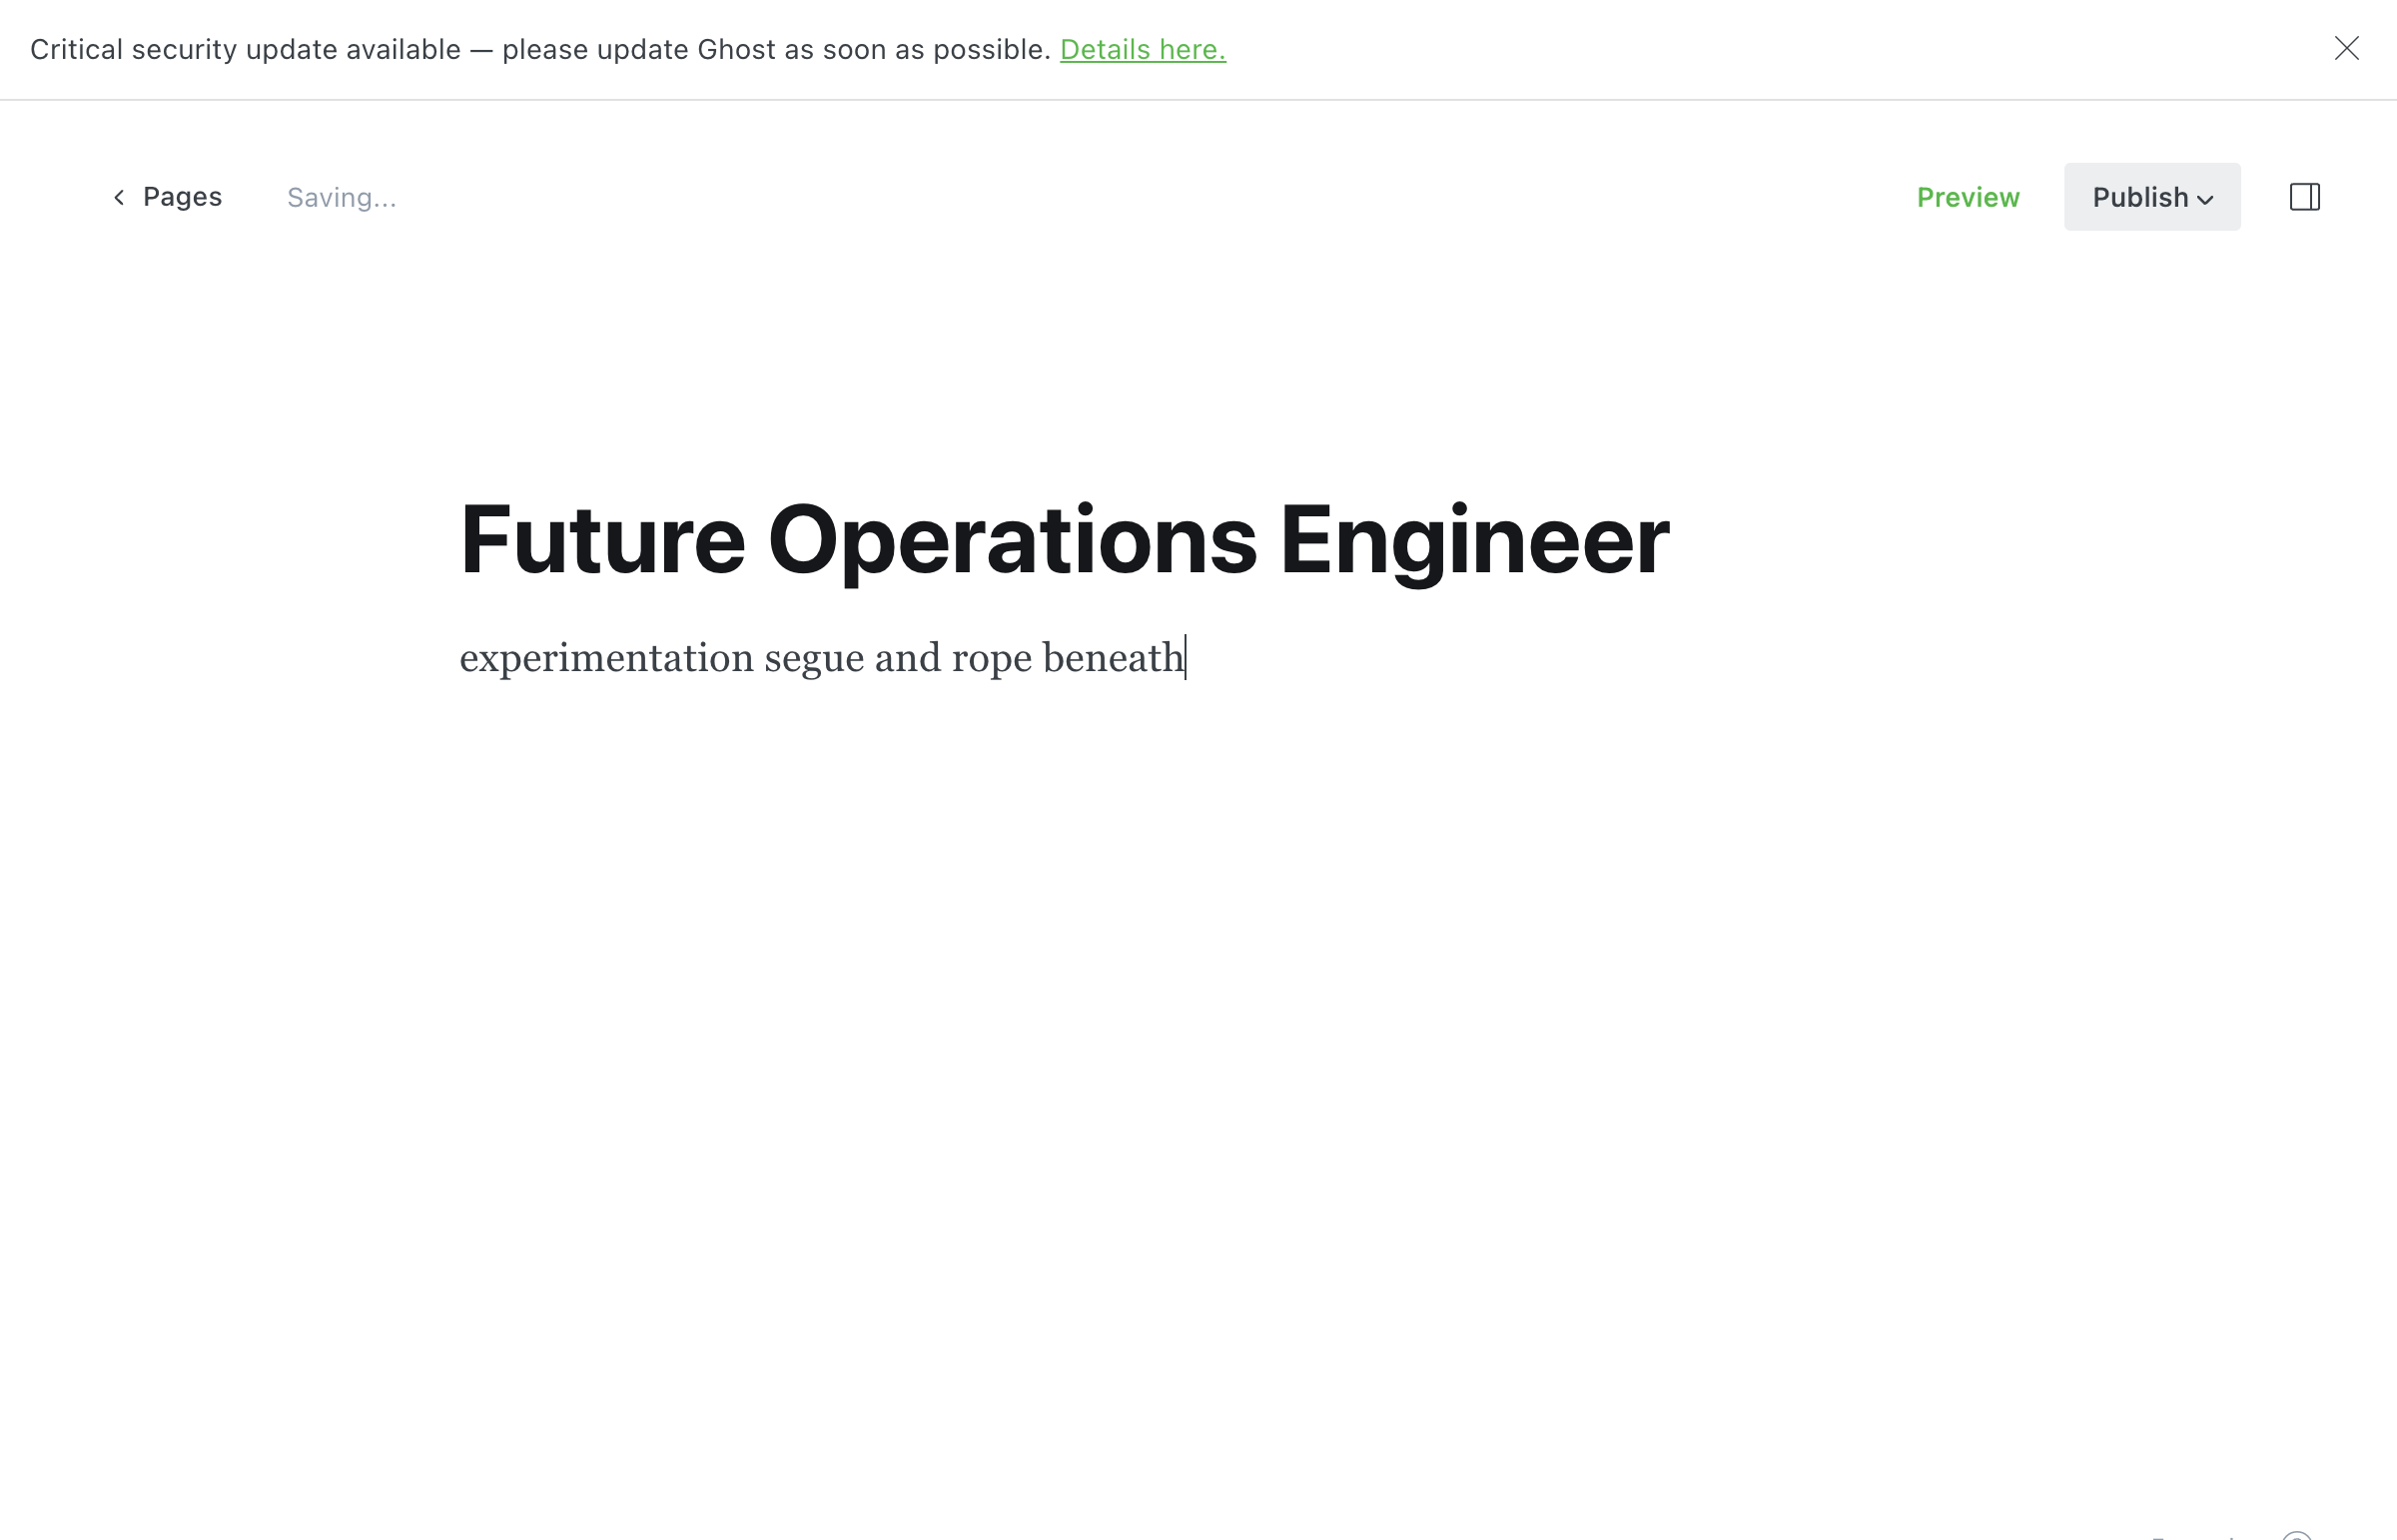 Critical security update available — please update Ghost as soon as possible. Details here.
Pages Saving... Preview Publish
Future Operations Engineer
experimentation segue and rope beneath